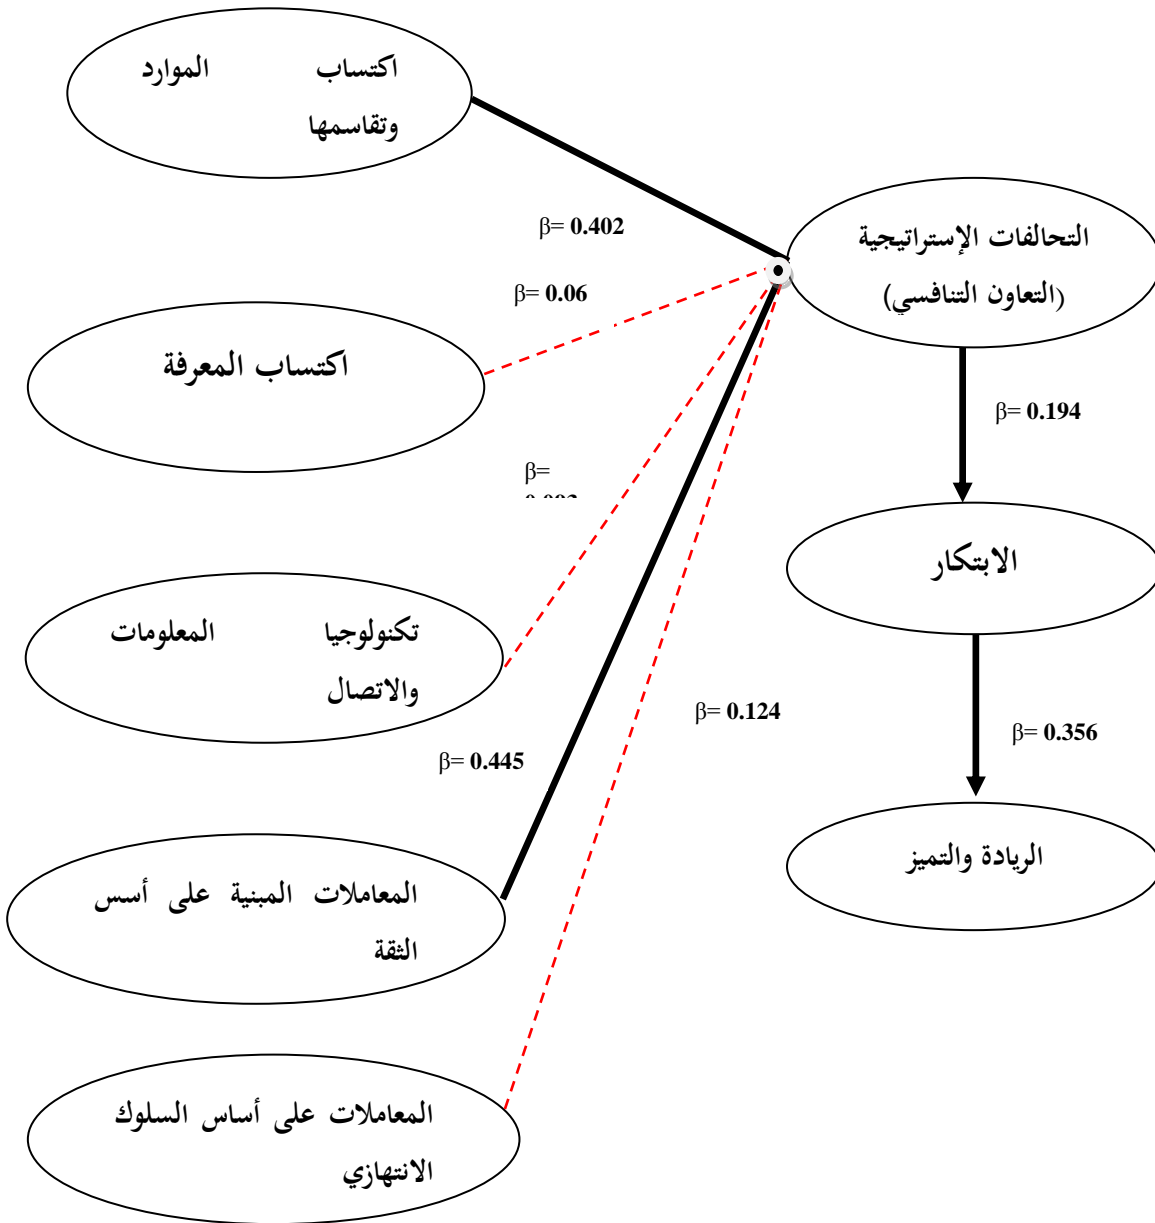 اكتساب الموارد
وتقاسمها
التحالفات الإستراتيجية
(التعاون التنافسي)
β= 0.402
β= 0.06
اكتساب المعرفة
β= 0.194
β=
الابتكار
تكنولوجيا المعلومات
والاتصال
β= 0.124
β= 0.356
β= 0.445
الريادة والتميز
المعاملات المبنية على أسس
الثقة
المعاملات على أساس السلوك
الانتهازي